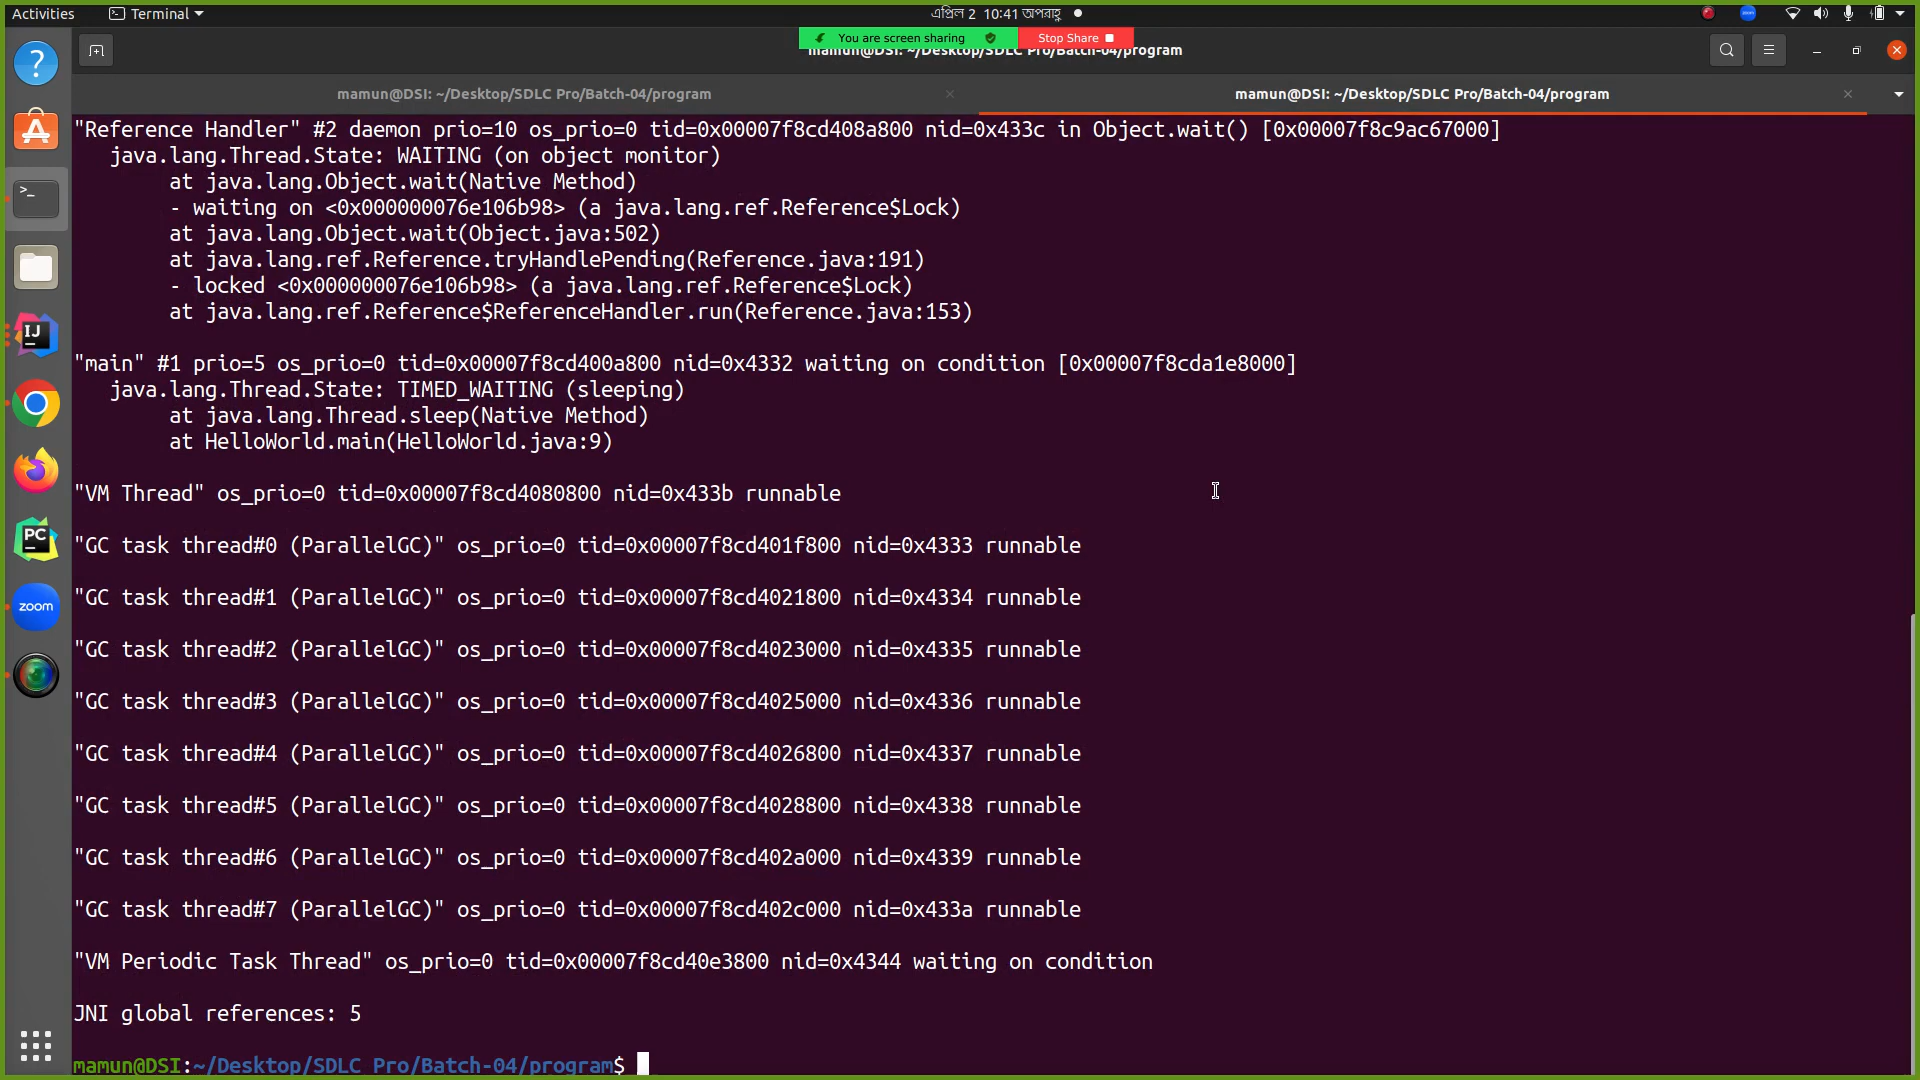 Activities
Terminal
এপ্রিল 2 10:41 অপরাহ্ণ
You are screen sharing
Stop Share
mamun@DSI: ~/Desktop/SDLC Pro/Batch-04/program
mamun@DSI: ~/Desktop/SDLC Pro/Batch-04/program
mamun@DSI: ~/Desktop/SDLC Pro/Batch-04/program
"Reference Handler" #2 daemon prio=10 os_prio=0 tid=0x00007f8cd408a800 nid=0x433c in Object.wait() [0x00007f8c9ac67000]
java.lang.Thread.State: WAITING (on object monitor)
at java.lang.Object.wait(Native Method)
- waiting on <0x000000076e106b98> (a java.lang.ref.Reference$Lock)
at java.lang.Object.wait(Object.java:502)
at java.lang.ref.Reference.tryHandlePending(Reference.java:191)
- locked <0x000000076e106b98> (a java.lang.ref.Reference$Lock)
at java.lang.ref.Reference$ReferenceHandler.run(Reference.java:153)
"main" #1 prio=5 os_prio=0 tid=0x00007f8cd400a800 nid=0x4332 waiting on condition [0x00007f8cda1e8000]
java.lang.Thread.State: TIMED_WAITING (sleeping)
at java.lang.Thread.sleep(Native Method)
at HelloWorld.main(HelloWorld.java:9)
"VM Thread" os_prio=0 tid=0x00007f8cd4080800 nid=0x433b runnable
"GC task thread#0 (ParallelGC)" os_prio=0 tid=0x00007f8cd401f800 nid=0x4333 runnable
"GC task thread#1 (ParallelGC)" os_prio=0 tid=0x00007f8cd4021800 nid=0x4334 runnable
"GC task thread#2 (ParallelGC)" os_prio=0 tid=0x00007f8cd4023000 nid=0x4335 runnable
"GC task thread#3 (ParallelGC)" os_prio=0 tid=0x00007f8cd4025000 nid=0x4336 runnable
"GC task thread#4 (ParallelGC)" os_prio=0 tid=0x00007f8cd4026800 nid=0x4337 runnable
"GC task thread#5 (ParallelGC)" os_prio=0 tid=0x00007f8cd4028800 nid=0x4338 runnable
"GC task thread#6 (ParallelGC)" os_prio=0 tid=0x00007f8cd402a000 nid=0x4339 runnable
"GC task thread#7 (ParallelGC)" os_prio=0 tid=0x00007f8cd402c000 nid=0x433a runnable
"VM Periodic Task Thread" os_prio=0 tid=0x00007f8cd40e3800 nid=0x4344 waiting on condition
JNI global references: 5
mamun@DSI:~/Desktop/SDLC Pro/Batch-04/program$
IJ
PC
zoom